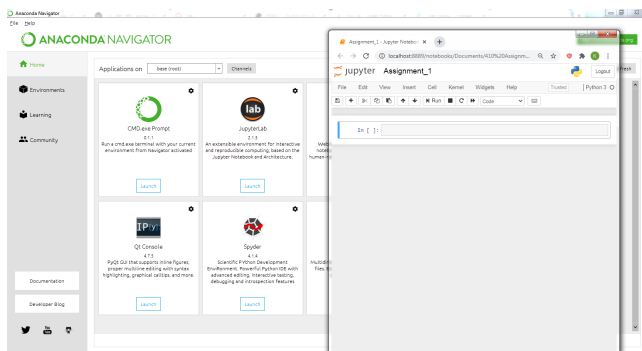 Anaconda Navigator
File Help
ANACONDA NAVIGATOR
Home
Environments
Learning
Community
Documentation
Developer Blog
Applications on base (root) Channels
CMD.exe Prompt
0.1.1
Run a cmd.exe terminal with your current
environment from Navigator activated
Launch
lab
JupyterLab
2.1.5
An extensible environment for interactive
and reproducible computing, based on the
Jupyter Notebook and Architecture.
Launch
IP[y]:
Qt Console
4.7.5
PyQt GUI that supports inline figures,
proper multiline editing with syntax
highlighting, graphical calltips, and more.
Launch
Spyder
4.1.4
Scientific PYthon Development
EnviRonment. Powerful Python IDE with
advanced editing, interactive testing,
debugging and introspection features
Launch
Assignment_1 - Jupyter Notebook
localhost:8888/notebooks/Documents/410%20Assignm...
jupyter Assignment_1
Logout
File Edit View Insert Cell Kernel Widgets Help
Trusted Python 3
Run Code
In [ ]: